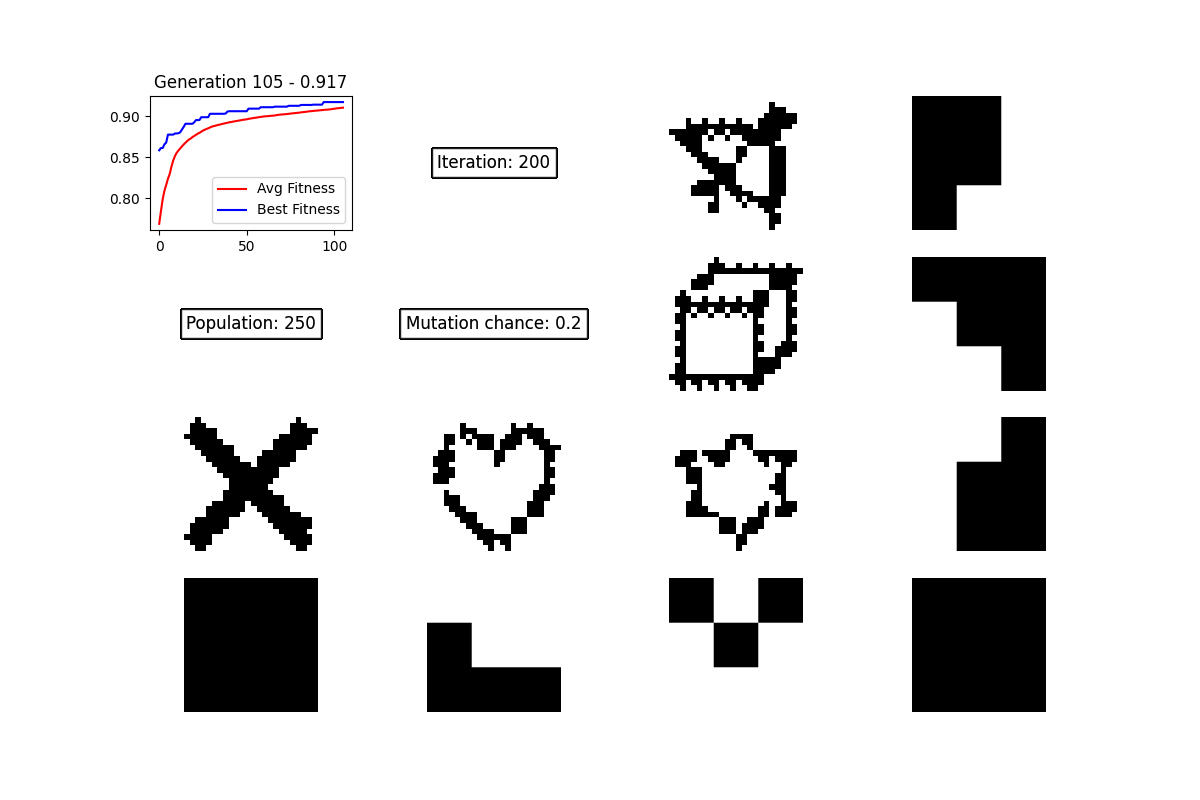 Generation 105 - 0.917
0.90
0.85
0.80
Avg Fitness
Best Fitness
0 50 100
Iteration: 200
Population: 250
Mutation chance: 0.2